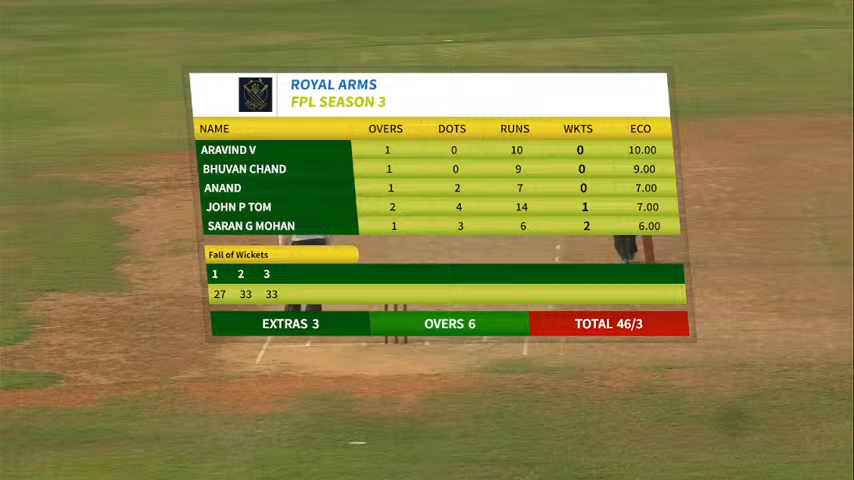 ROYAL ARMS
FPL SEASON 3
NAME OVERS DOTS RUNS WKTS ECO
ARAVIND V 1 0 10 0 10.00
BHUVAN CHAND 1 0 9 0 9.00
ANAND 1 2 7 0 7.00
JOHN P TOM 2 4 14 1 7.00
SARAN G MOHAN 1 3 6 2 6.00
Fall of Wickets
1 2 3
27 33 33
EXTRAS 3 OVERS 6 TOTAL 46/3